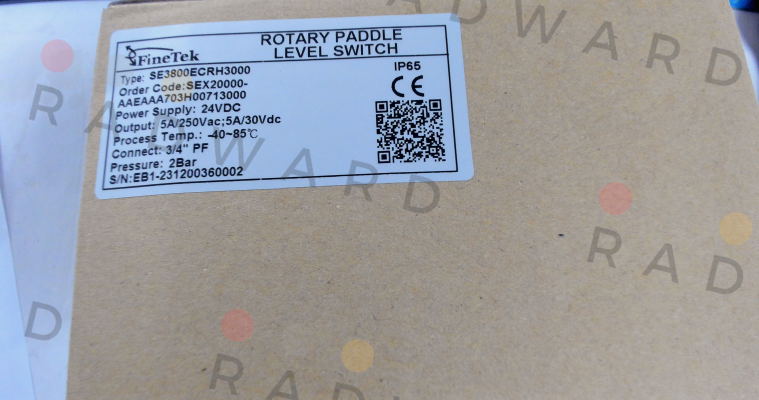 FineTek
ROTARY PADDLE
LEVEL SWITCH
Type: SE3800ECRH3000
Order Code:SEX20000-
AAEAAA703H00713000
Power Supply: 24VDC
Output: 5A/250Vac;5A/30Vdc
Process Temp.: -40~85℃
Connect: 3/4" PF
Pressure: 2Bar
S/N:EB1-231200360002
IP65
CE
RADWARD
RADWARD
RAD
D
RAD